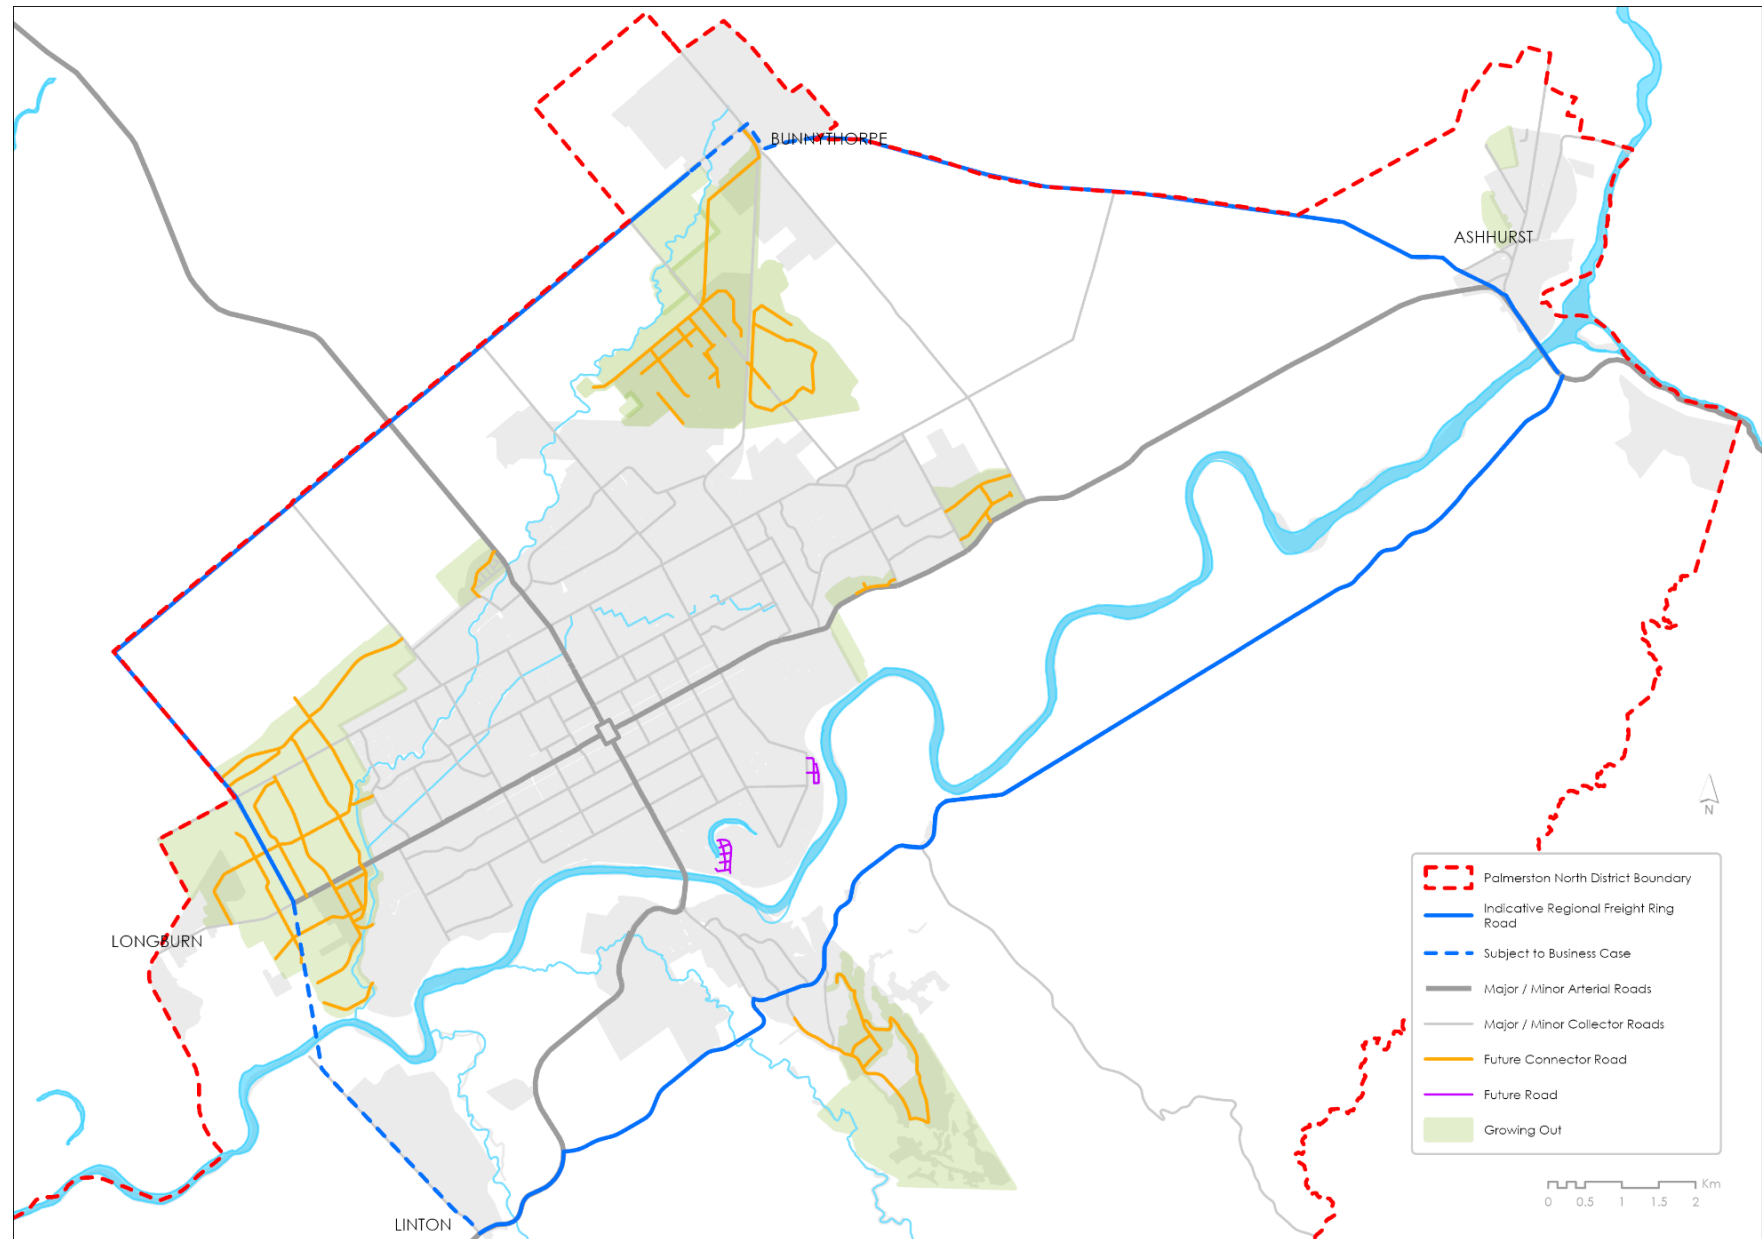 BUNNYTHORPE
ASHHURST
LONGBURN
LINTON
N
Palmerston North District Boundary
Indicative Regional Freight Ring
Road
Subject to Business Case
Major / Minor Arterial Roads
Major / Minor Collector Roads
Future Connector Road
Future Road
Growing Out
Km
0 0.5 1 1.5 2